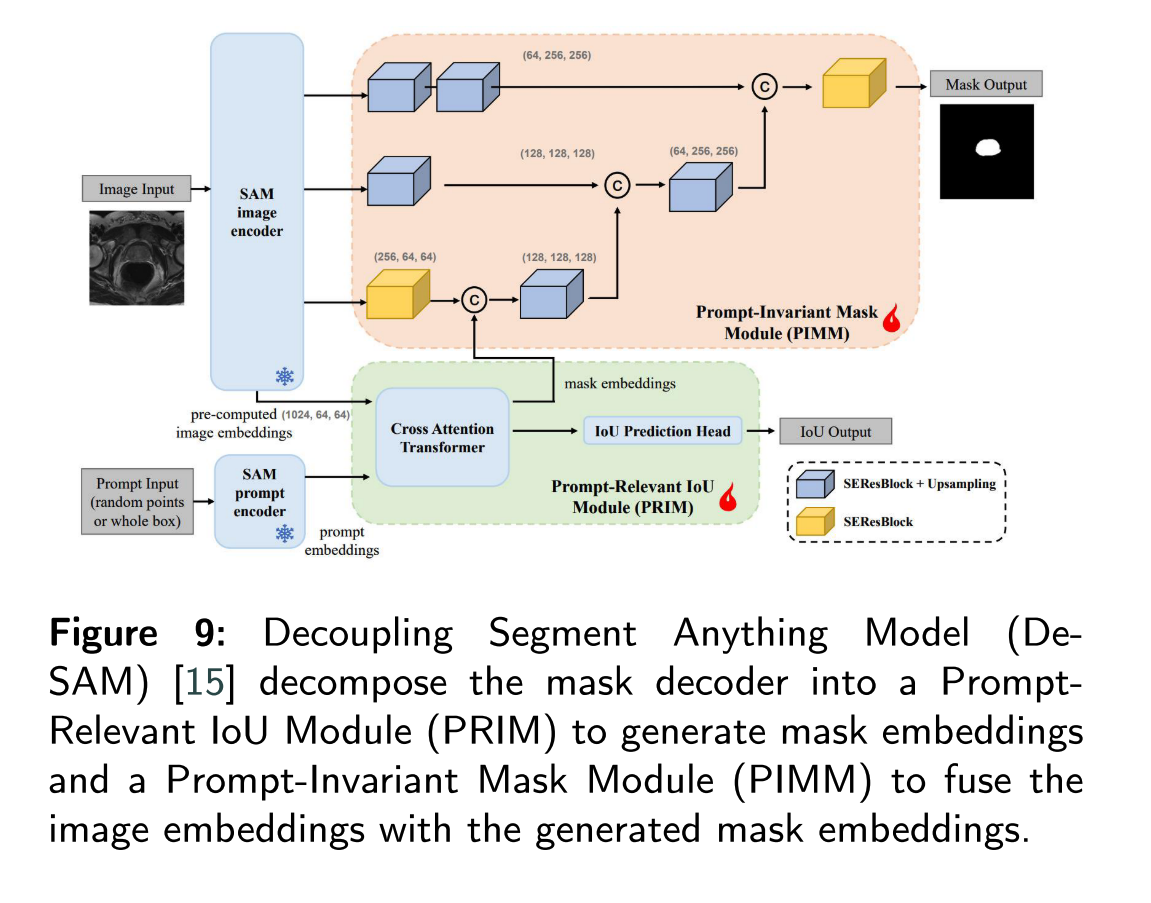 (64, 256, 256)
C
Mask Output
(128, 128, 128)
(64, 256, 256)
Image Input
SAM
image
encoder
C
(256, 64, 64)
(128, 128, 128)
C
Prompt-Invariant Mask
Module (PIMM)
mask embeddings
pre-computed (1024, 64, 64)
image embeddings
Cross Attention
Transformer
IoU Prediction Head
IoU Output
Prompt Input
(random points
or whole box)
SAM
prompt
encoder
prompt
embeddings
Prompt-Relevant IoU
Module (PRIM)
SEResBlock + Upsampling
SEResBlock
Figure 9: Decoupling Segment Anything Model (De-
SAM) [15] decompose the mask decoder into a Prompt-
Relevant IoU Module (PRIM) to generate mask embeddings
and a Prompt-Invariant Mask Module (PIMM) to fuse the
image embeddings with the generated mask embeddings.